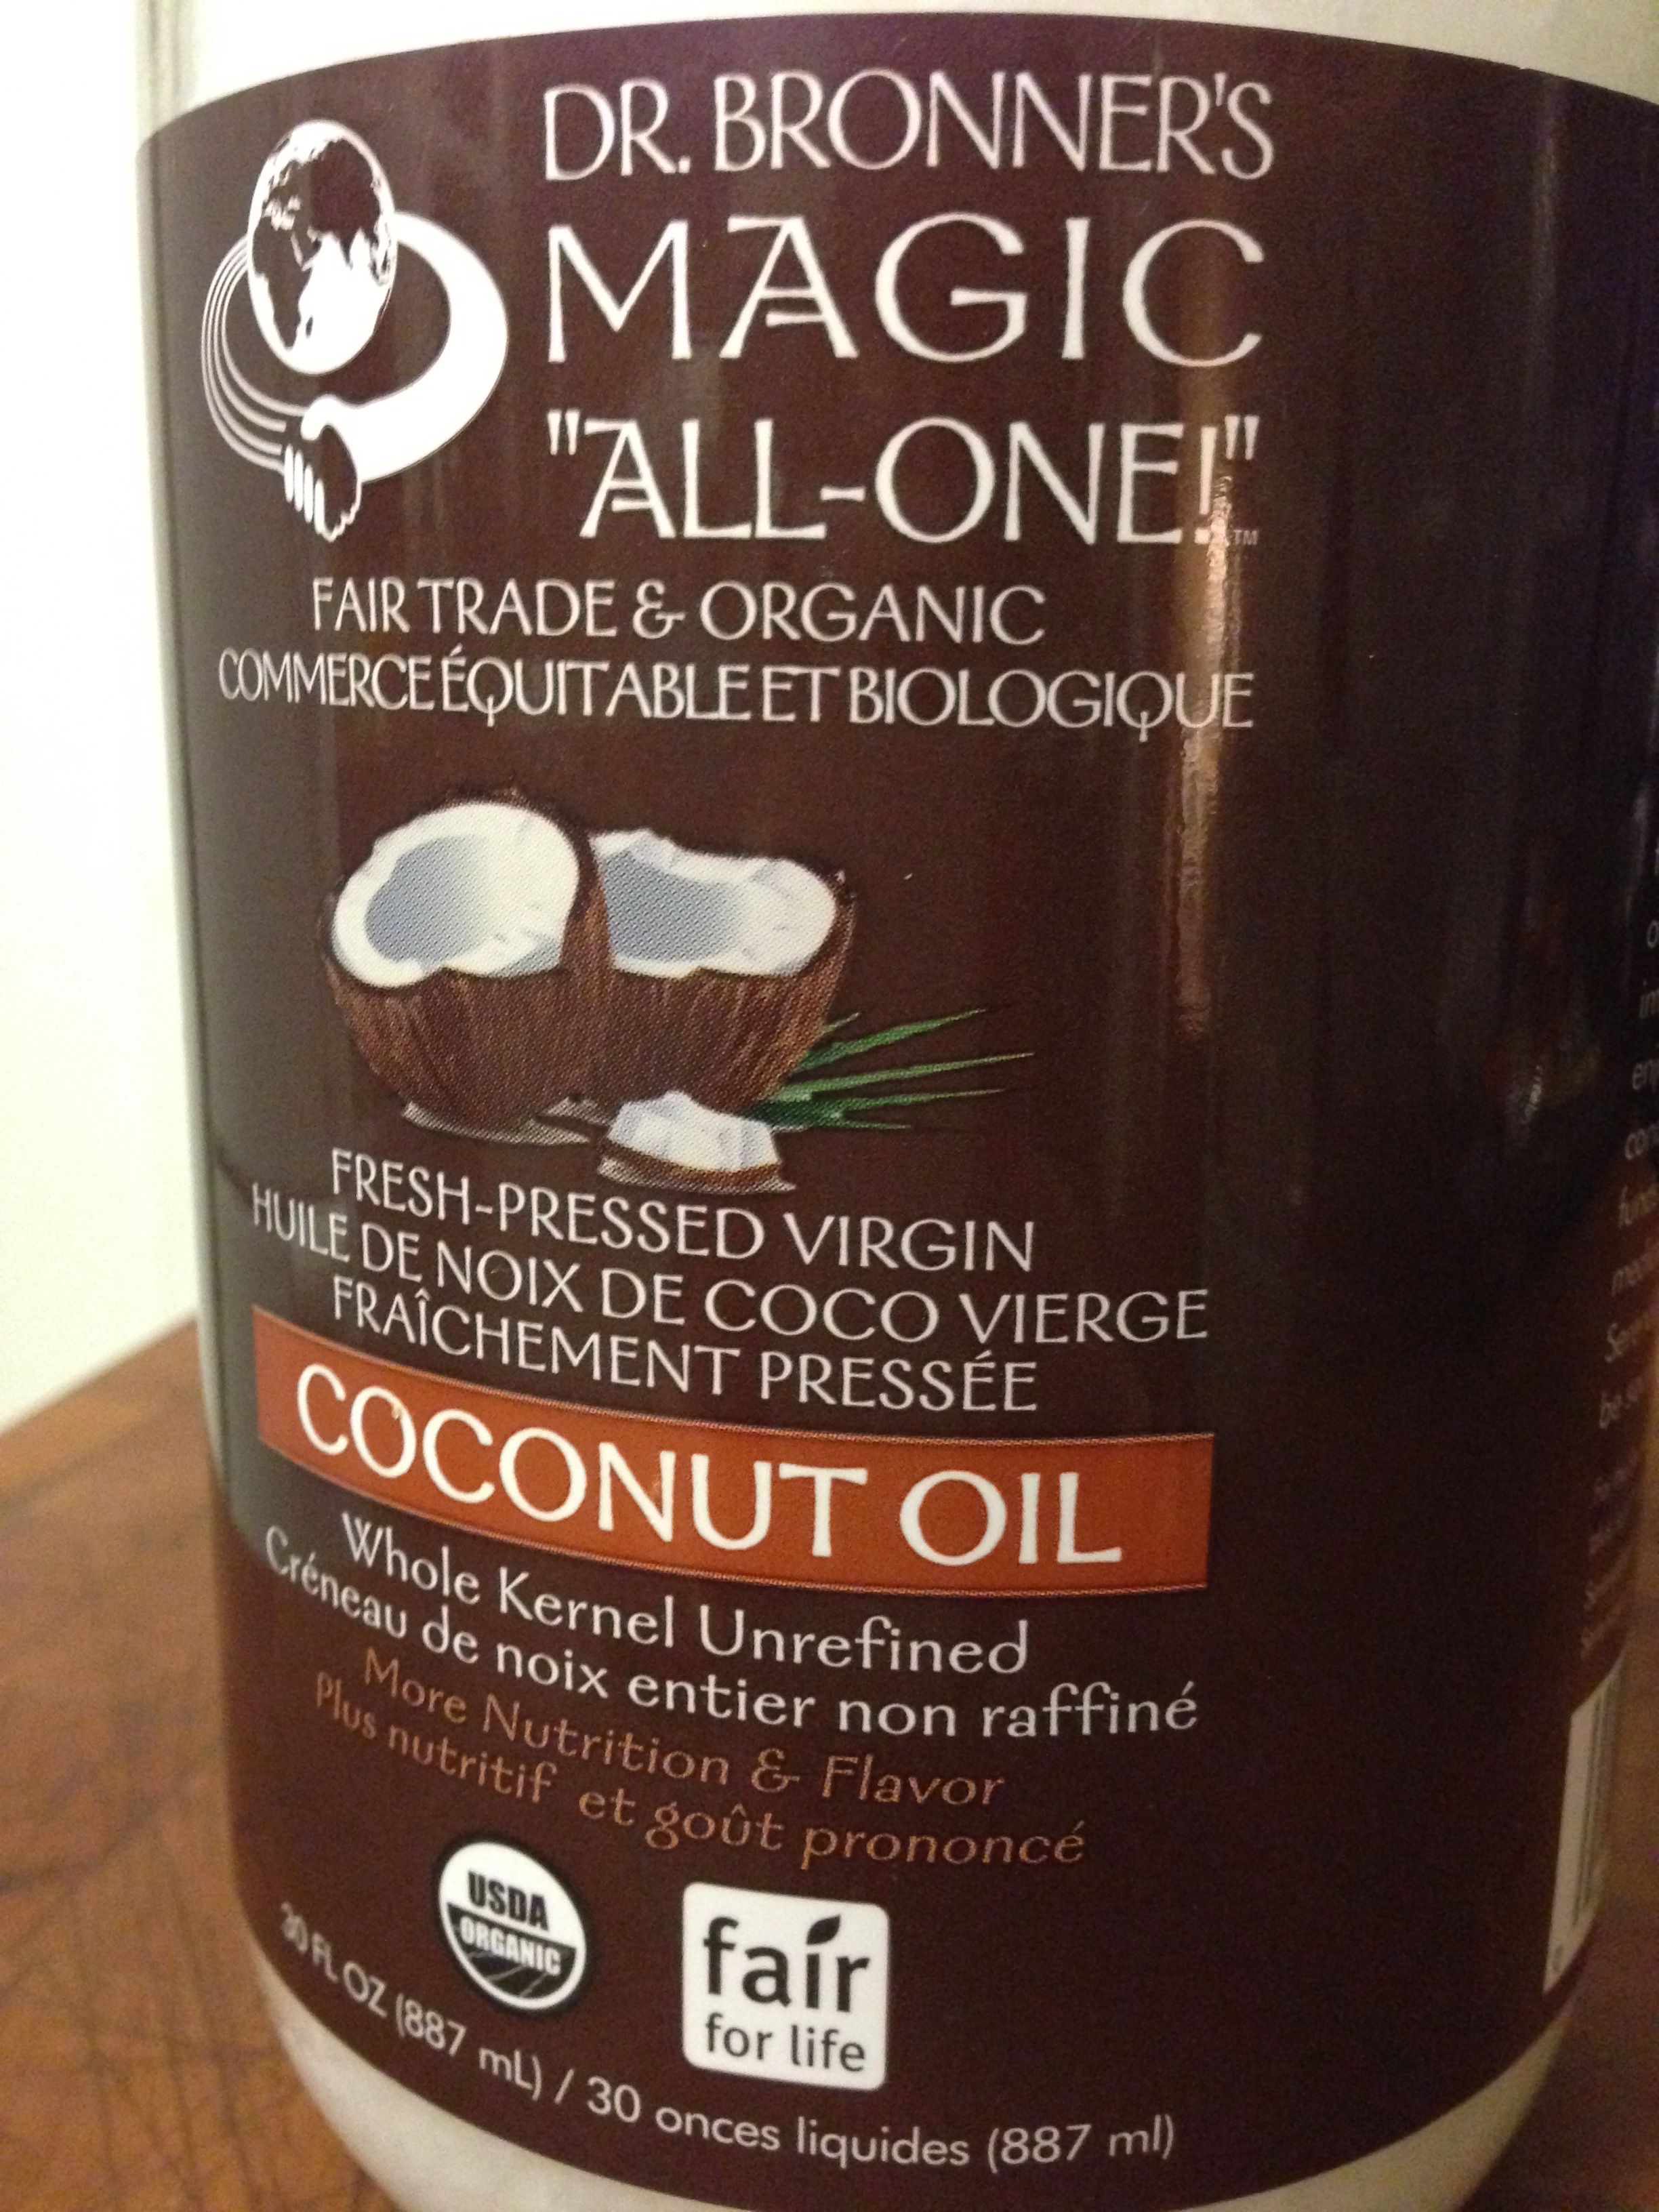 DR. BRONNER'S
MAGIC
"ALL-ONE!"™
FAIR TRADE & ORGANIC
COMMERCE ÉQUITABLE ET BIOLOGIQUE
FRESH-PRESSED VIRGIN
HUILE DE NOIX DE COCO VIERGE
FRAÎCHEMENT PRESSÉE
COCONUT OIL
Whole Kernel Unrefined
Créneau de noix entier non raffiné
More Nutrition & Flavor
Plus nutritif et goût prononcé
USDA
ORGANIC
fair
for life
30 FL OZ (887 mL) / 30 onces liquides (887 ml)